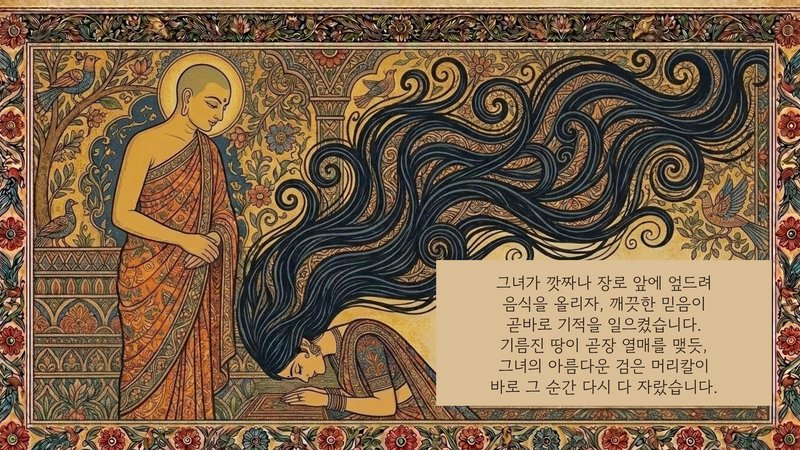 그녀가 깟짜나 장로 앞에 엎드려
음식을 올리자, 깨끗한 믿음이
곧바로 기적을 일으켰습니다.
기름진 땅이 곧장 열매를 맺듯,
그녀의 아름다운 검은 머리칼이
바로 그 순간 다시 다 자랐습니다.